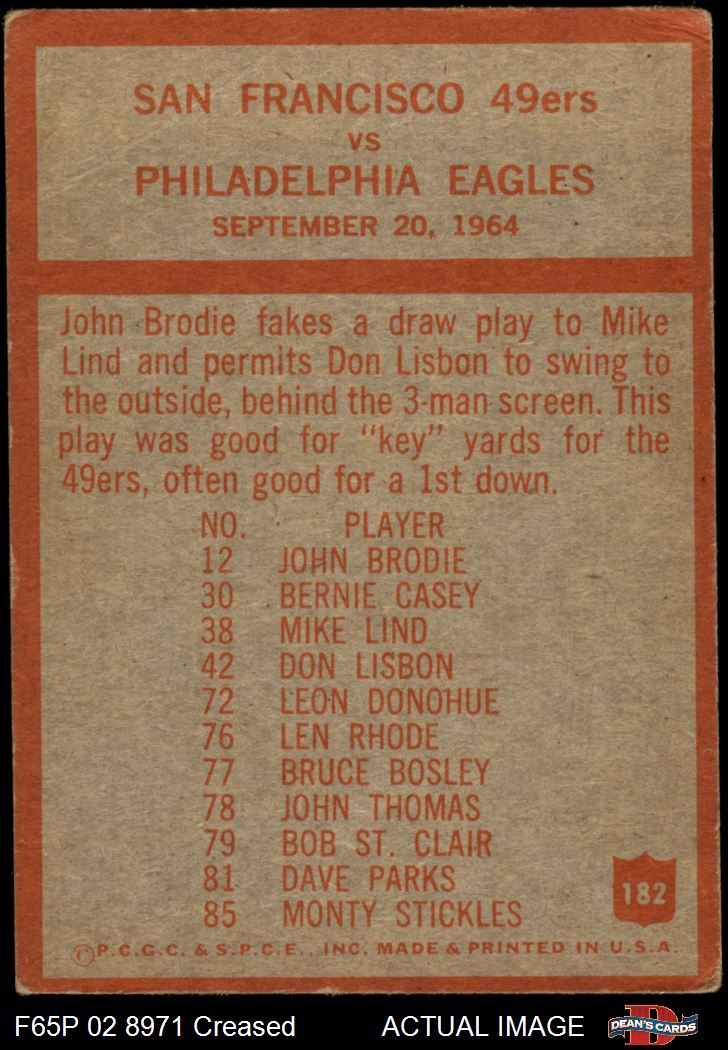 SAN FRANCISCO 49ers
VS
PHILADELPHIA EAGLES
SEPTEMBER 20, 1964
John Brodie fakes a draw play to Mike
Lind and permits Don Lisbon to swing to
the outside, behind the 3-man screen. This
play was good for "key" yards for the
49ers, often good for a 1st down.
NO. PLAYER
12 JOHN BRODIE
30 BERNIE CASEY
38 MIKE LIND
42 DON LISBON
72 LEON DONOHUE
76 LEN RHODE
77 BRUCE BOSLEY
78 JOHN THOMAS
79 BOB ST. CLAIR
81 DAVE PARKS
85 MONTY STICKLES
182
©P.C.G.C. & S.P.C.E., INC. MADE & PRINTED IN U.S.A.
F65P 02 8971 Creased ACTUAL IMAGE
D
DEAN'S CARDS